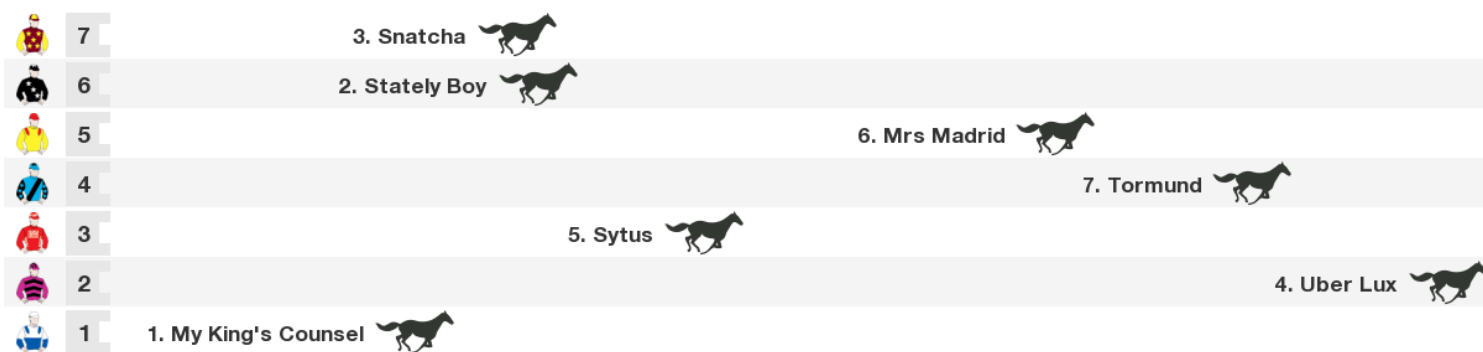 7 3. Snatcha
6 2. Stately Boy
5 6. Mrs Madrid
4 7. Tormund
3 5. Sytus
2 4. Uber Lux
1 1. My King's Counsel